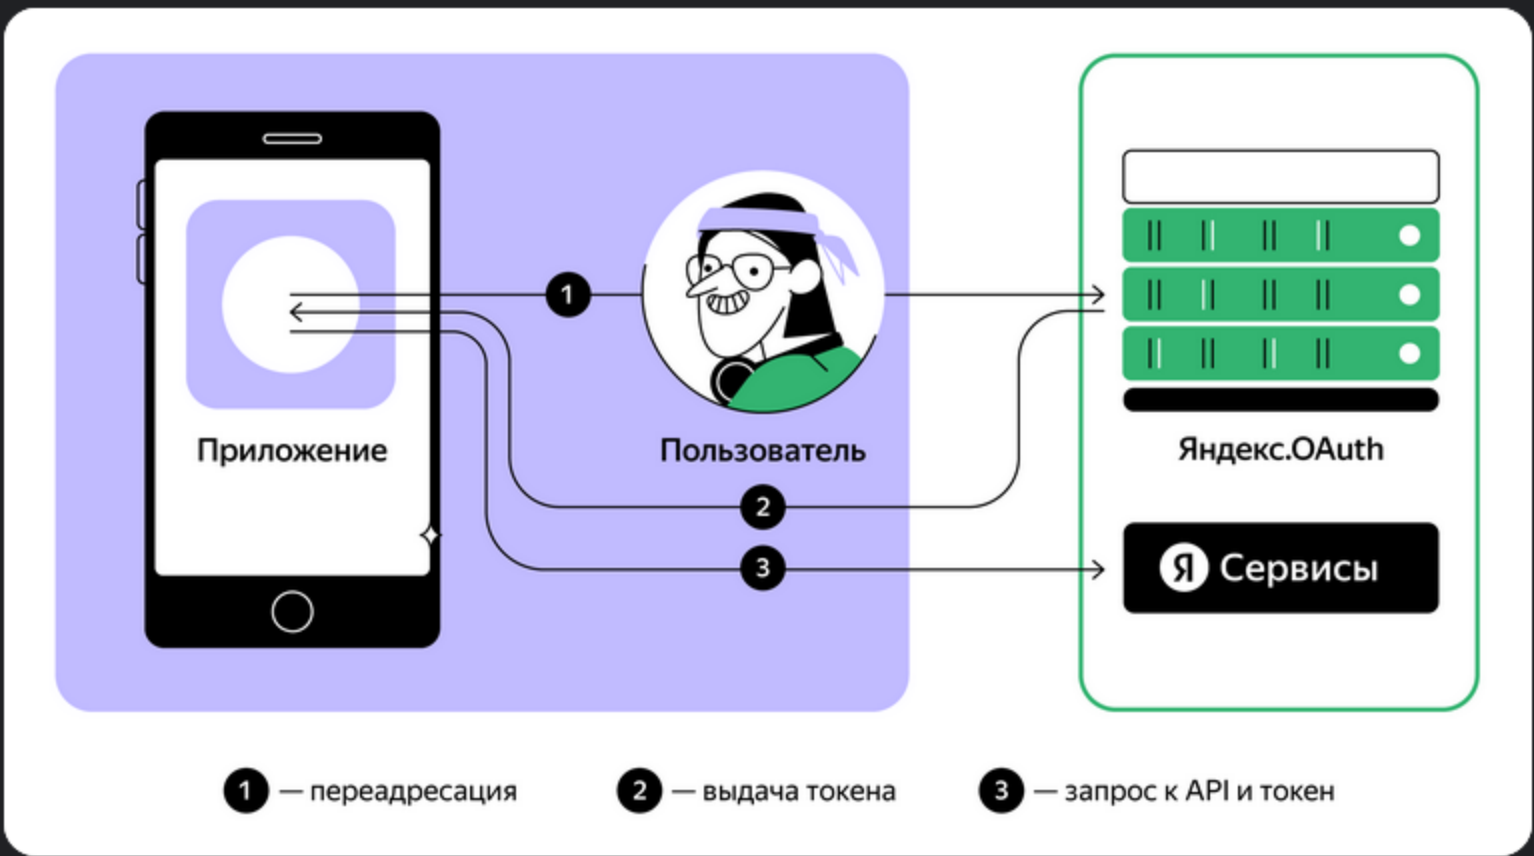 1
Приложение
Пользователь
Яндекс.OAuth
2
3
Я Сервисы
1 — переадресация
2 — выдача токена
3 — запрос к API и токен